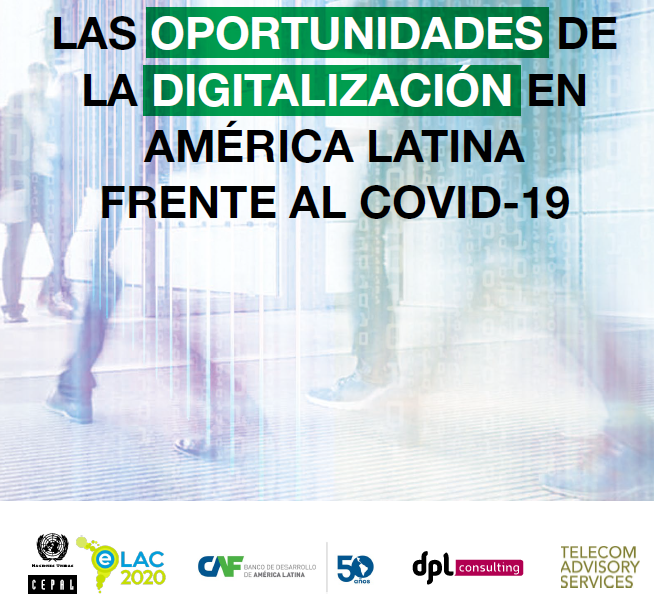 LAS OPORTUNIDADES DE
LA DIGITALIZACIÓN EN
AMÉRICA LATINA
FRENTE AL COVID-19
NACIONES UNIDAS
CEPAL
eLAC
2020
CAF
BANCO DE DESARROLLO
DE AMÉRICA LATINA
50
años
dpl consulting
TELECOM
ADVISORY
SERVICES